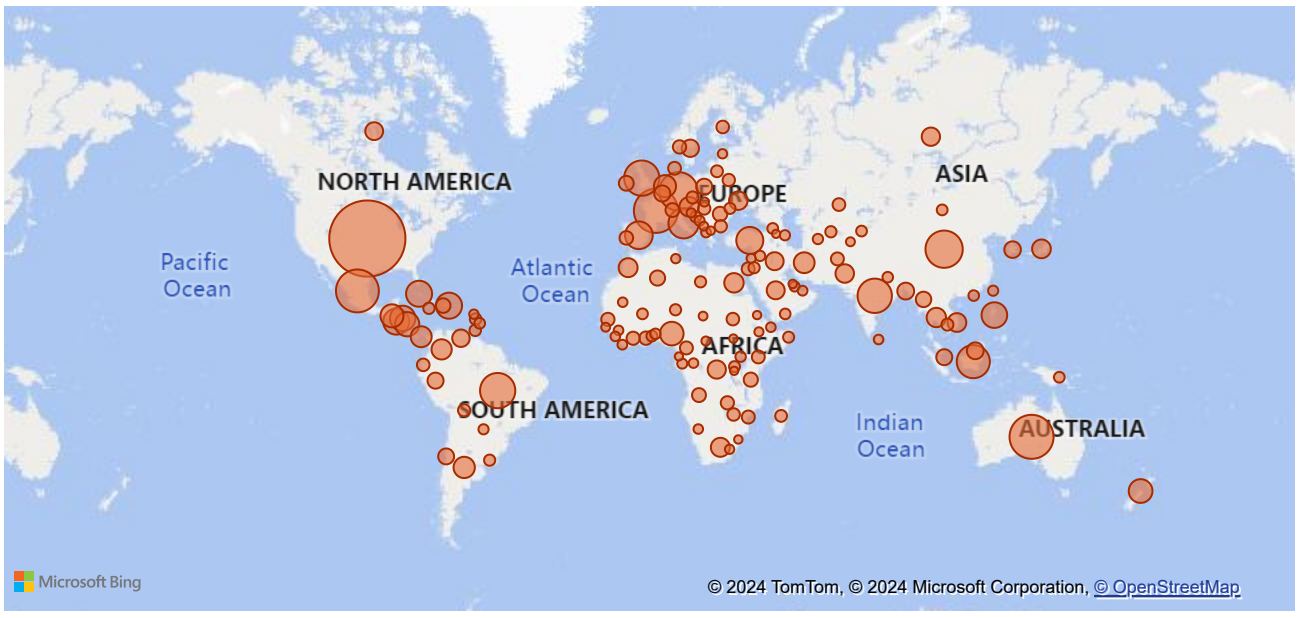 NORTH AMERICA
ASIA
EUROPE
Pacific
Ocean
Atlantic
Ocean
AFRICA
SOUTH AMERICA
Indian
Ocean
AUSTRALIA
Microsoft Bing
© 2024 TomTom, © 2024 Microsoft Corporation, © OpenStreetMap